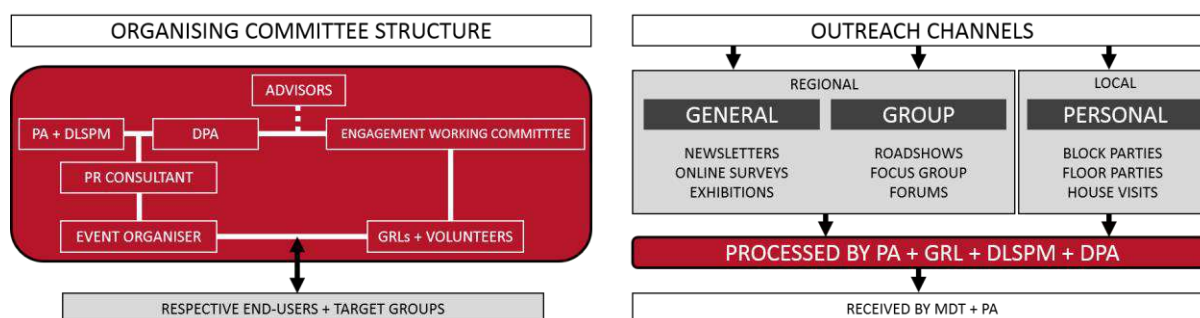 ORGANISING COMMITTEE STRUCTURE
ADVISORS
PA + DLSPM
DPA
ENGAGEMENT WORKING COMMITTTEE
PR CONSULTANT
EVENT ORGANISER
GRLs + VOLUNTEERS
RESPECTIVE END-USERS + TARGET GROUPS
OUTREACH CHANNELS
REGIONAL
GENERAL
NEWSLETTERS
ONLINE SURVEYS
EXHIBITIONS
GROUP
ROADSHOWS
FOCUS GROUP
FORUMS
LOCAL
PERSONAL
BLOCK PARTIES
FLOOR PARTIES
HOUSE VISITS
PROCESSED BY PA + GRL + DLSPM + DPA
RECEIVED BY MDT + PA